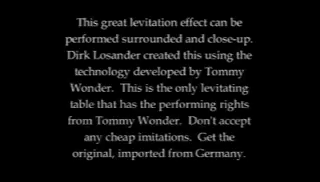 This great levitation effect can be
performed surrounded and close-up.
Dirk Losander created this using the
technology developed by Tommy
Wonder. This is the only levitating
table that has the performing rights
from Tommy Wonder. Don't accept
any cheap imitations. Get the
original, imported from Germany.